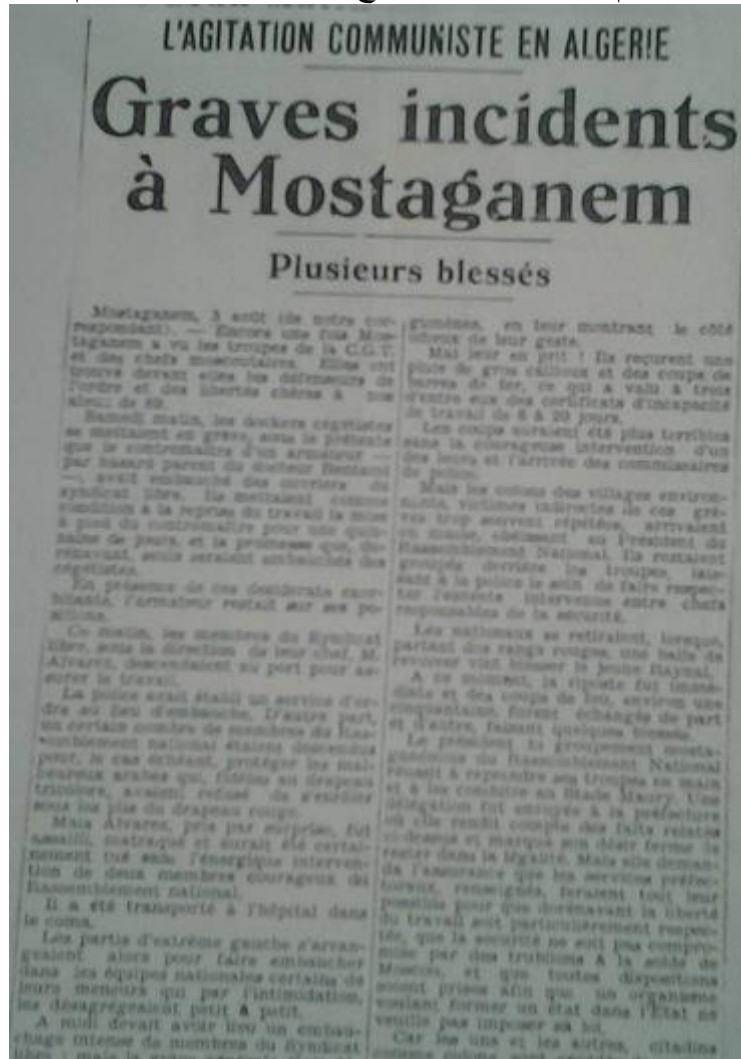 L'AGITATION COMMUNISTE EN ALGERIE
Graves incidents
à Mostaganem
Plusieurs blessés
Mostaganem, 3 août (de notre cor-
respondant). — Encore une fois Mos-
taganem a vu les troupes de la C.G.T.
et des chefs moscoutaires. Elles ont
trouvé devant elles les défenseurs de
l'ordre et des libertés chères à nos
aïeux de 89.
Samedi matin, les dockers cégétistes
se mettaient en grève, sous le prétexte
que le contremaître d'un armateur —
par hasard parent du docteur Bentami
—, avait embauché des ouvriers du
syndicat libre. Ils mettaient comme
condition à la reprise du travail la mise
à pied du contremaître pour une quin-
zaine de jours, et la promesse que, do-
rénavant, seuls seraient embauchés des
cégétistes.
En présence de ces desiderata exor-
bitants, l'armateur restait sur ses po-
sitions.
Ce matin, les membres du Syndicat
libre, sous la direction de leur chef, M.
Alvarez, descendaient au port pour as-
surer le travail.
La police avait établi un service d'or-
dre au lieu d'embauche. D'autre part,
un certain nombre de membres du Ras-
semblement national étaient descendus
pour, le cas échéant, protéger les mal-
heureux arabes qui, fidèles au drapeau
tricolore, avaient refusé de s'enrôler
sous les plis du drapeau rouge.
Mais Alvarez, pris par surprise, fut
assailli, matraqué et aurait été certai-
nement tué sans l'énergique interven-
tion de deux membres courageux du
Rassemblement national.
Il a été transporté à l'hôpital dans
le coma.
Les partis d'extrême gauche s'arran-
geaient alors pour faire embaucher
dans les équipes nationales certains de
leurs meneurs qui par l'intimidation,
les désagrégeaient petit à petit.
A midi devait avoir lieu un embau-
chage intense de membres du Syndicat
en leur montrant le côté
odieux de leur geste.
Mal leur en prit ! Ils reçurent une
pluie de gros cailloux et des coups de
barres de fer, ce qui a valu à trois
d'entre eux des certificats d'incapacité
de travail de 6 à 20 jours.
Les coups auraient été plus terribles
sans la courageuse intervention d'un
des leurs et l'arrivée des commissaires
de police.
Mais les colons des villages environ-
nants, victimes indirectes de ces grè-
ves trop souvent répétées, arrivaient
en masse, obéissant au Président du
Rassemblement National. Ils restaient
groupés derrière les troupes, lais-
sant à la police le soin de faire respec-
ter l'entente intervenue entre chefs
responsables de la sécurité.
Les nationaux se retiraient, lorsque,
partant des rangs rouges, une balle de
revolver vint blesser le jeune Raynal.
A ce moment, la riposte fut immé-
diate et des coups de feu, environ une
cinquantaine, furent échangés de part
et d'autre, faisant quelques blessés.
Le président du groupement mosta-
ganémois du Rassemblement National
réussit à reprendre ses troupes en main
et à les conduire au Stade Maury. Une
délégation fut envoyée à la préfecture
où elle rendit compte des faits relatés
ci-dessus et marqua son désir ferme de
rester dans la légalité. Mais elle deman-
da l'assurance que les services préfec-
toraux, renseignés, feraient tout leur
possible pour que dorénavant la liberté
du travail soit particulièrement respec-
tée, que la sécurité ne soit pas compro-
mise par des trublions à la solde de
Moscou, et que toutes dispositions
soient prises afin que un organisme
voulant former un état dans l'Etat ne
veuille pas imposer sa loi.
Car les uns et les autres, citadins